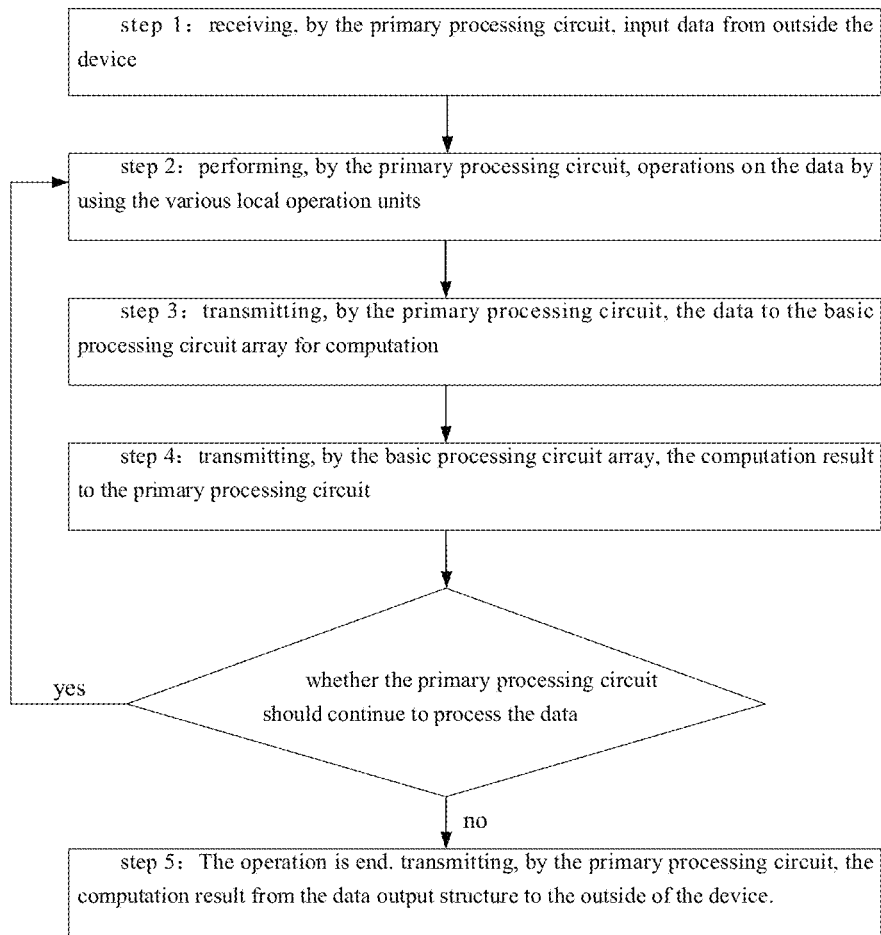 step 1：receiving, by the primary processing circuit, input data from outside the
device
step 2：performing, by the primary processing circuit, operations on the data by
using the various local operation units
step 3：transmitting, by the primary processing circuit, the data to the basic
processing circuit array for computation
step 4：transmitting, by the basic processing circuit array, the computation result
to the primary processing circuit
yes
whether the primary processing circuit
should continue to process the data
no
step 5：The operation is end. transmitting, by the primary processing circuit, the
computation result from the data output structure to the outside of the device.